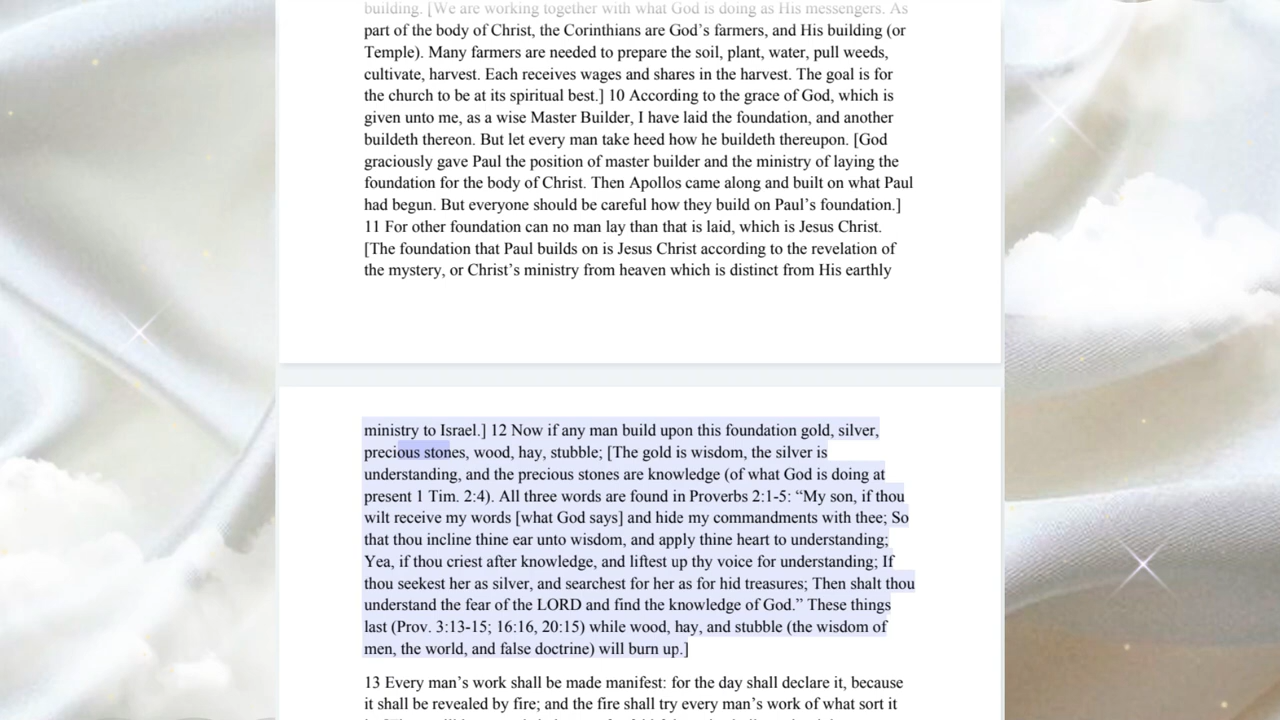 building. [We are working together with what God is doing as His messengers. As
part of the body of Christ, the Corinthians are God’s farmers, and His building (or
Temple). Many farmers are needed to prepare the soil, plant, water, pull weeds,
cultivate, harvest. Each receives wages and shares in the harvest. The goal is for
the church to be at its spiritual best.] 10 According to the grace of God, which is
given unto me, as a wise Master Builder, I have laid the foundation, and another
buildeth thereon. But let every man take heed how he buildeth thereupon. [God
graciously gave Paul the position of master builder and the ministry of laying the
foundation for the body of Christ. Then Apollos came along and built on what Paul
had begun. But everyone should be careful how they build on Paul’s foundation.]
11 For other foundation can no man lay than that is laid, which is Jesus Christ.
[The foundation that Paul builds on is Jesus Christ according to the revelation of
the mystery, or Christ’s ministry from heaven which is distinct from His earthly
ministry to Israel.] 12 Now if any man build upon this foundation gold, silver,
precious stones, wood, hay, stubble; [The gold is wisdom, the silver is
understanding, and the precious stones are knowledge (of what God is doing at
present 1 Tim. 2:4). All three words are found in Proverbs 2:1-5: “My son, if thou
wilt receive my words [what God says] and hide my commandments with thee; So
that thou incline thine ear unto wisdom, and apply thine heart to understanding;
Yea, if thou criest after knowledge, and liftest up thy voice for understanding; If
thou seekest her as silver, and searchest for her as for hid treasures; Then shalt thou
understand the fear of the LORD and find the knowledge of God.” These things
last (Prov. 3:13-15; 16:16, 20:15) while wood, hay, and stubble (the wisdom of
men, the world, and false doctrine) will burn up.]
13 Every man’s work shall be made manifest: for the day shall declare it, because
it shall be revealed by fire; and the fire shall try every man’s work of what sort it